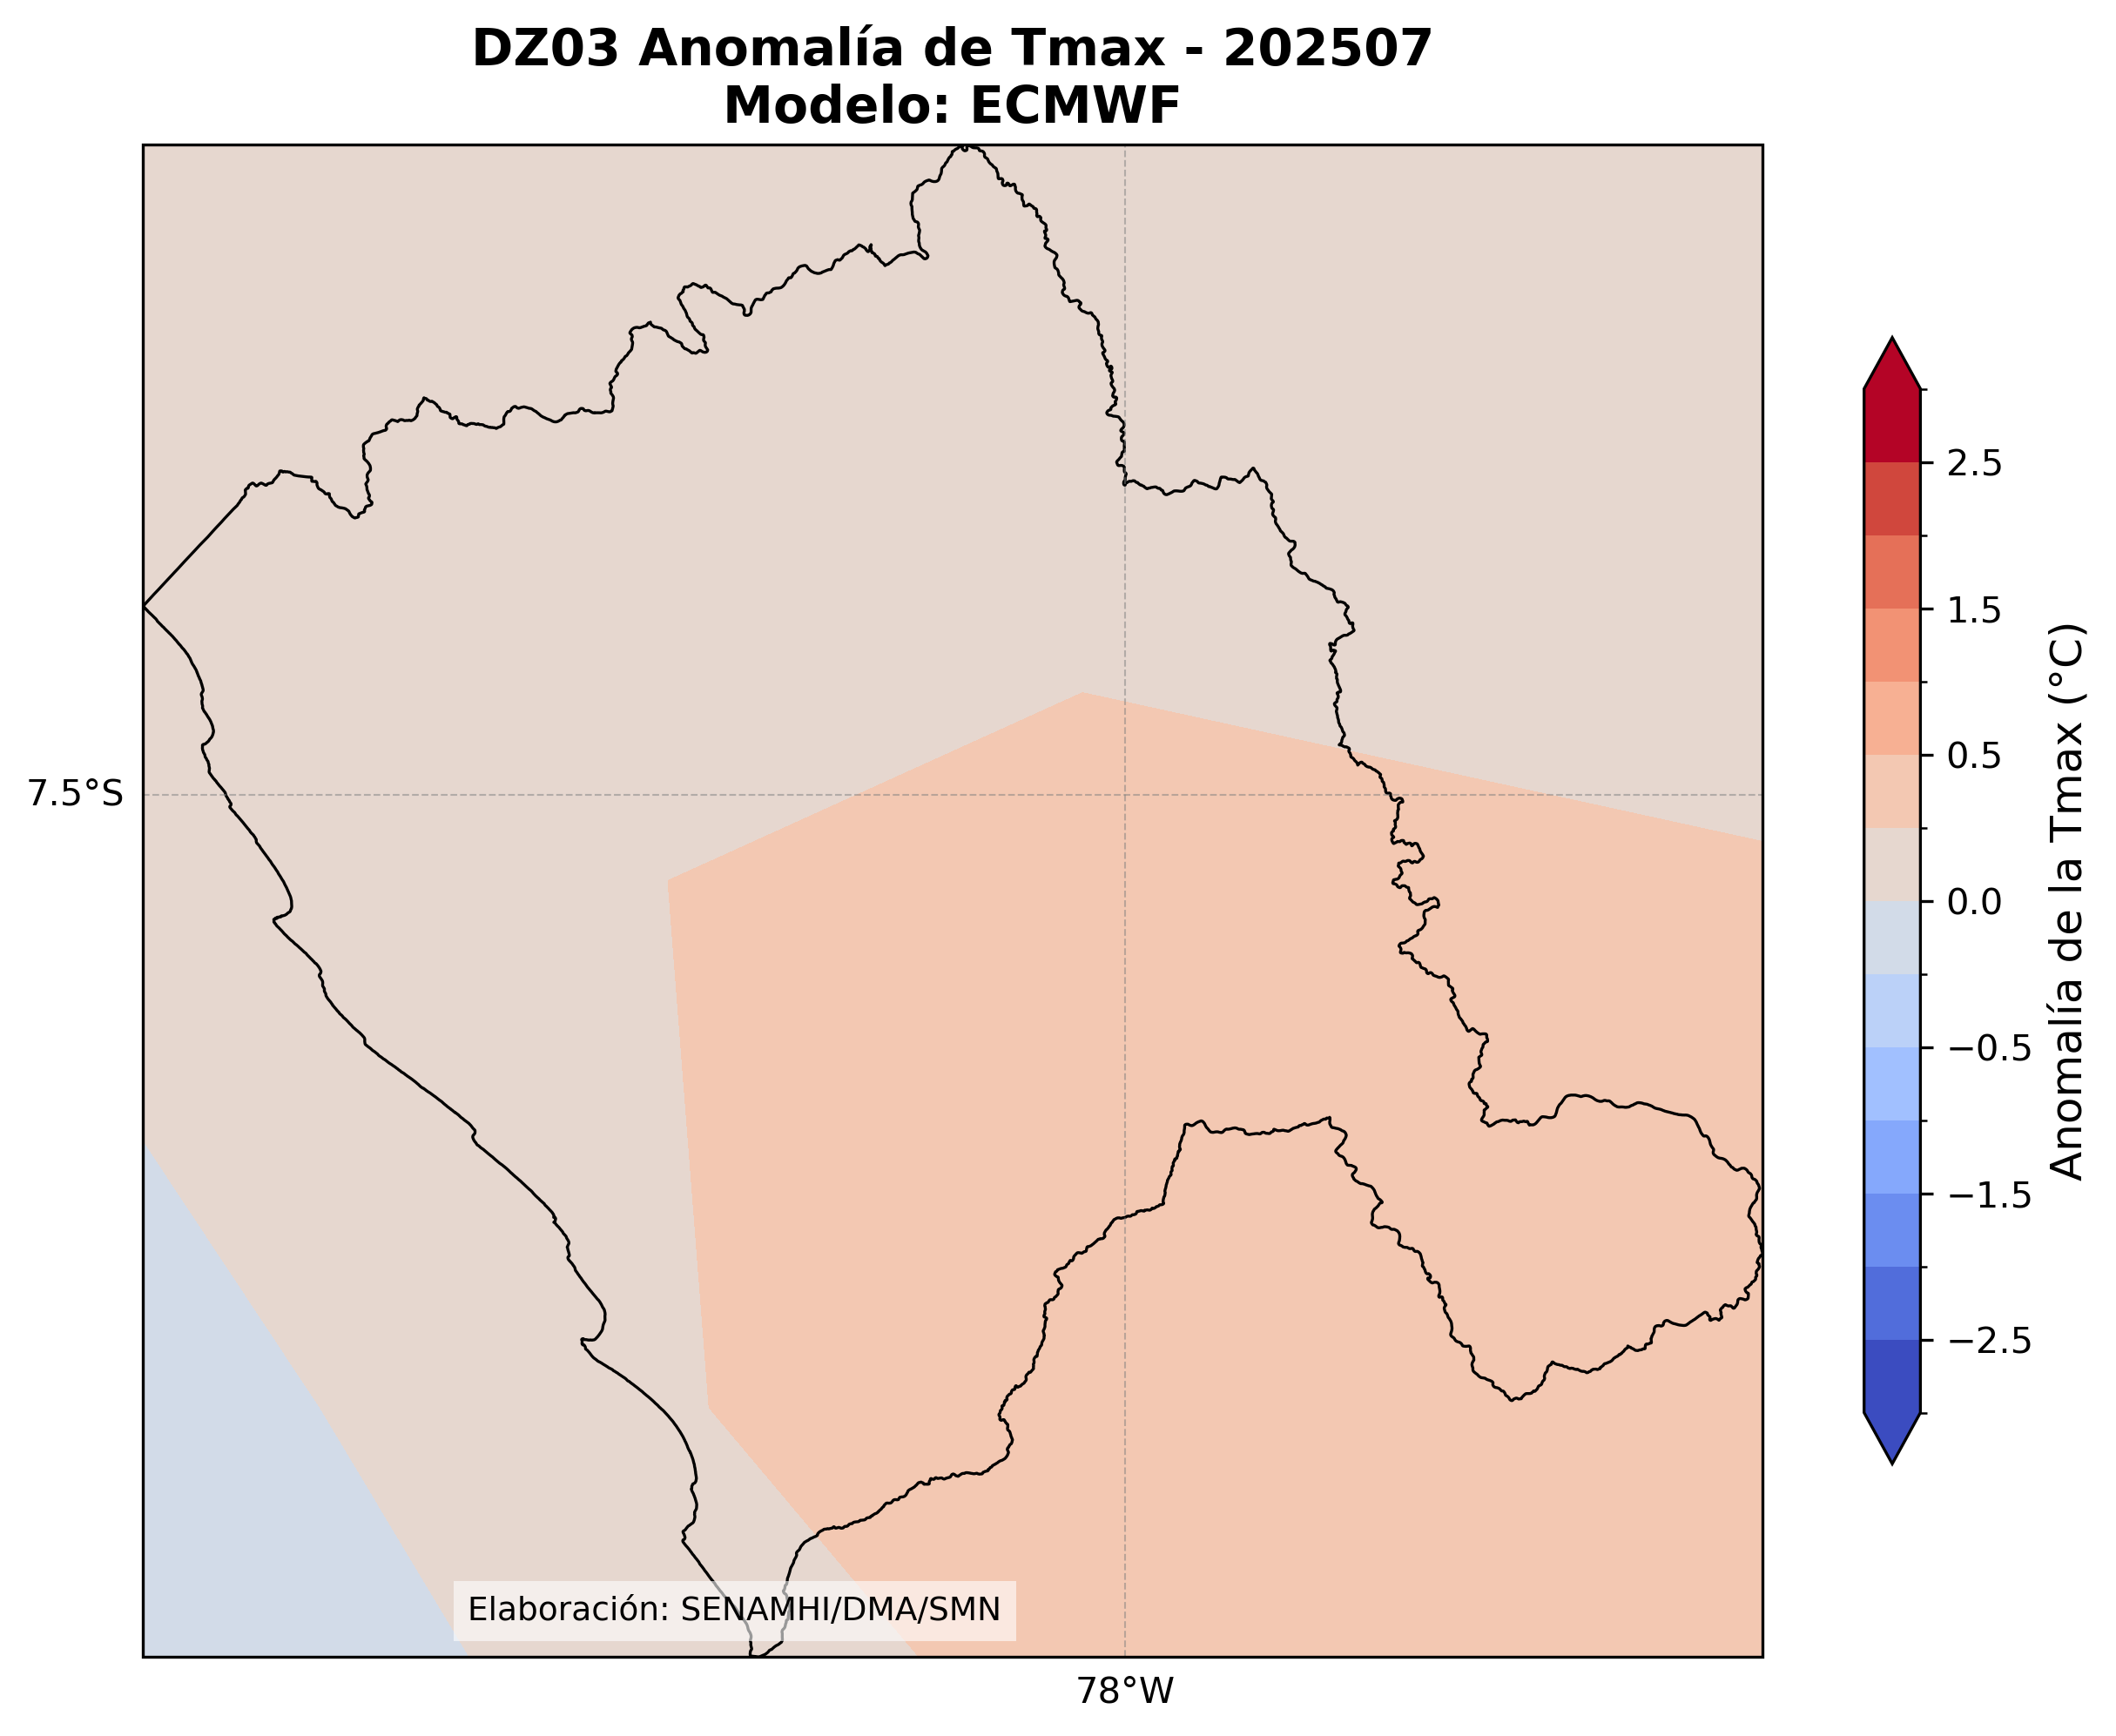 DZ03 Anomalía de Tmax - 202507
Modelo: ECMWF
7.5°S
78°W
Elaboración: SENAMHI/DMA/SMN
2.5
1.5
0.5
0.0
−0.5
−1.5
−2.5
Anomalía de la Tmax (°C)